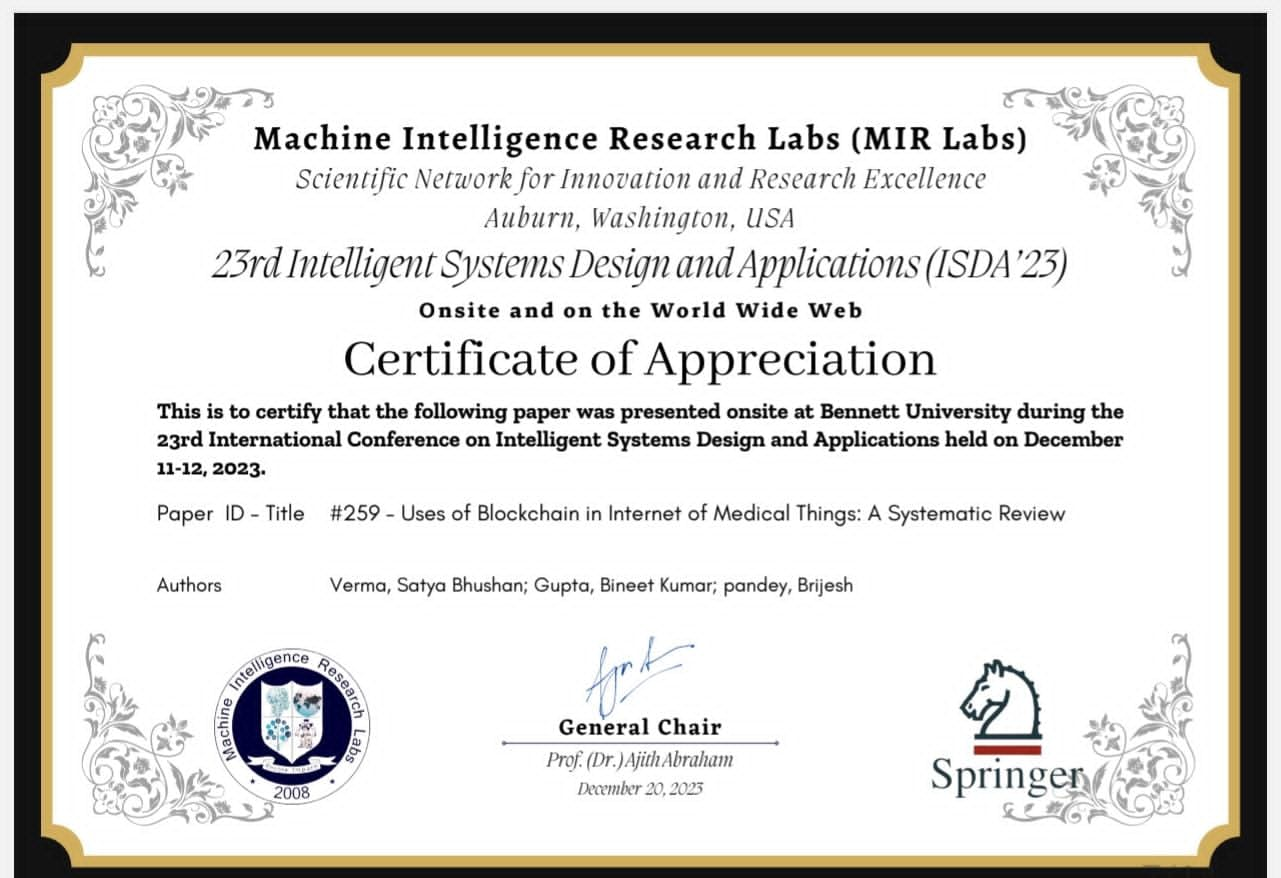 Machine Intelligence Research Labs (MIR Labs)
Scientific Network for Innovation and Research Excellence
Auburn, Washington, USA
23rd Intelligent Systems Design and Applications (ISDA'23)
Onsite and on the World Wide Web
Certificate of Appreciation
This is to certify that the following paper was presented onsite at Bennett University during the
23rd International Conference on Intelligent Systems Design and Applications held on December
11-12, 2023.
Paper ID - Title #259 - Uses of Blockchain in Internet of Medical Things: A Systematic Review
Authors Verma, Satya Bhushan; Gupta, Bineet Kumar; pandey, Brijesh
Machine Intelligence Research Labs
2008
General Chair
Prof. (Dr.) Ajith Abraham
December 20, 2023
Springer